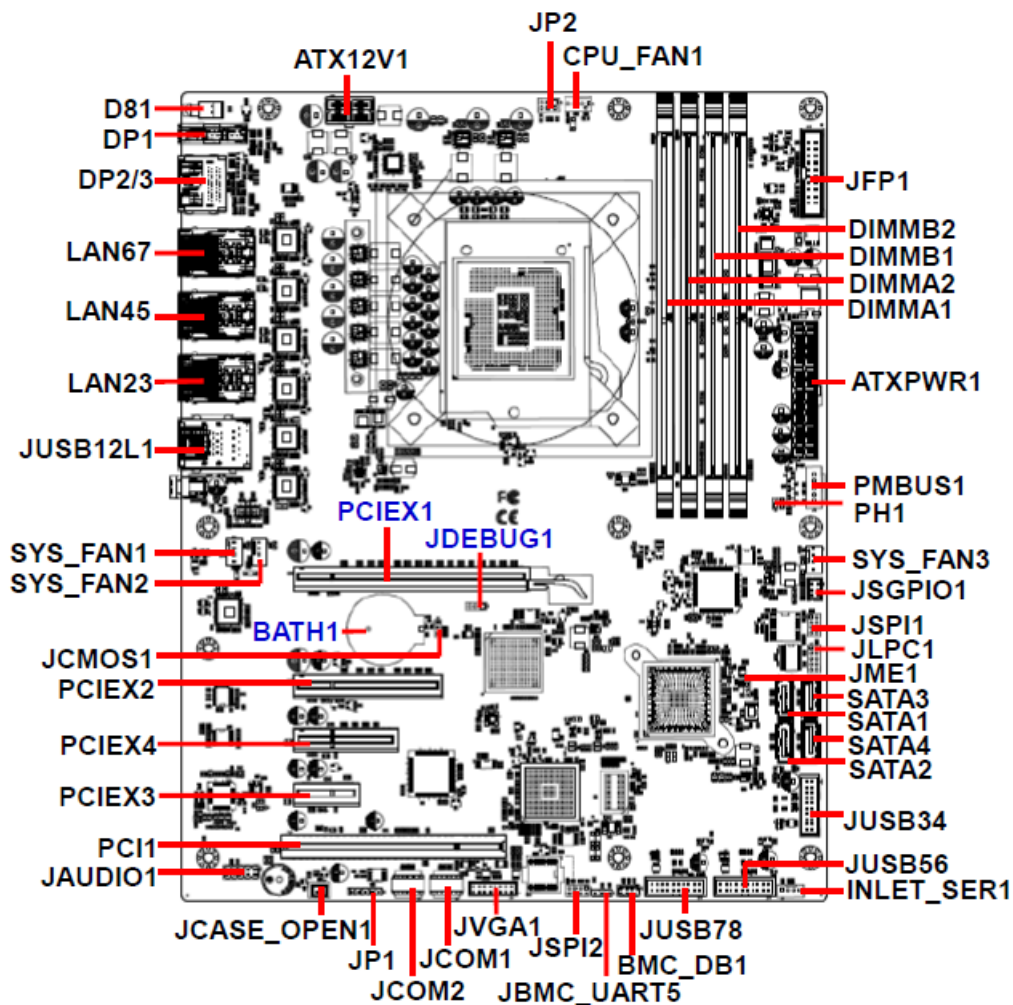 JP2
ATX12V1
CPU_FAN1
D81
DP1
DP2/3
JFP1
LAN67
DIMMB2
DIMMB1
DIMMA2
DIMMA1
LAN45
LAN23
ATXPWR1
JUSB12L1
PMBUS1
PCIEX1
PH1
JDEBUG1
SYS_FAN1
SYS_FAN3
SYS_FAN2
JSGPIO1
BATH1
JSPI1
JCMOS1
JLPC1
JME1
PCIEX2
SATA3
SATA1
PCIEX4
SATA4
SATA2
PCIEX3
JUSB34
PCI1
JUSB56
JAUDIO1
INLET_SER1
JCASE_OPEN1
JVGA1
JUSB78
JP1
JCOM1
JSPI2
BMC_DB1
JCOM2
JBMC_UART5
FC
CE